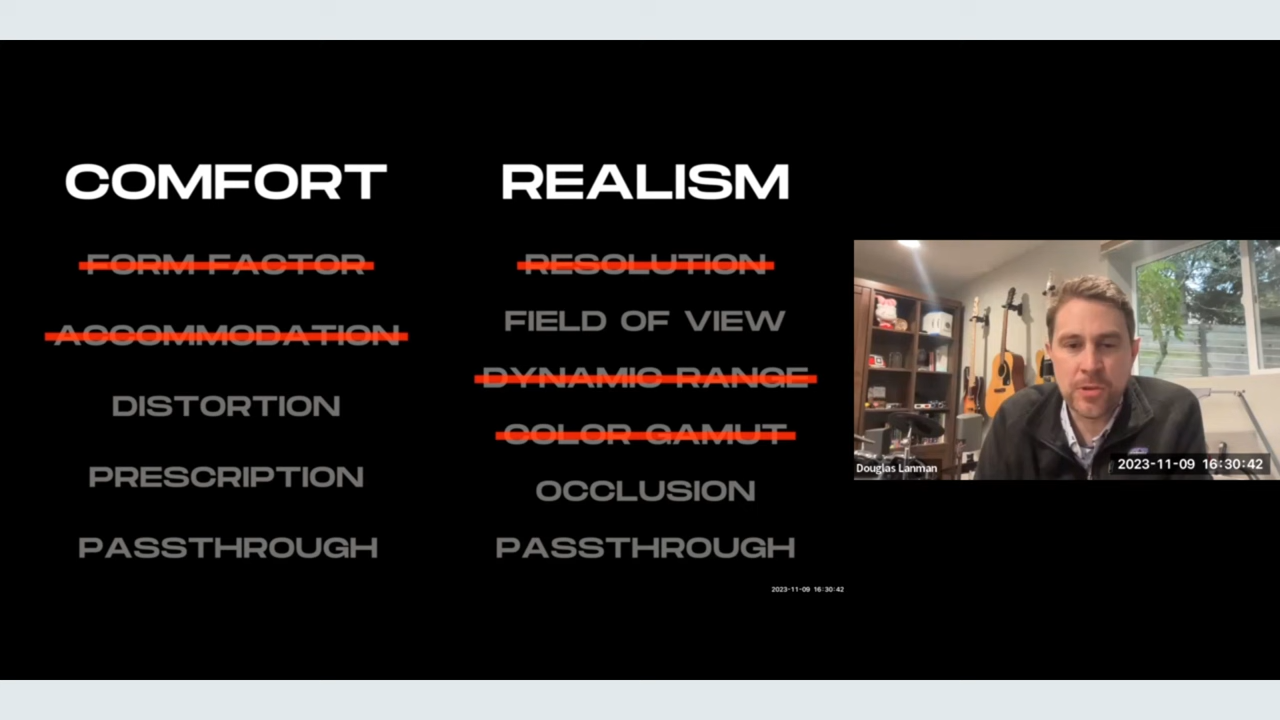 COMFORT
FORM FACTOR
ACCOMMODATION
DISTORTION
PRESCRIPTION
PASSTHROUGH
REALISM
RESOLUTION
FIELD OF VIEW
DYNAMIC RANGE
COLOR GAMUT
OCCLUSION
PASSTHROUGH
2023-11-09 16:30:42
Douglas Lanman
2023-11-09 16:30:42